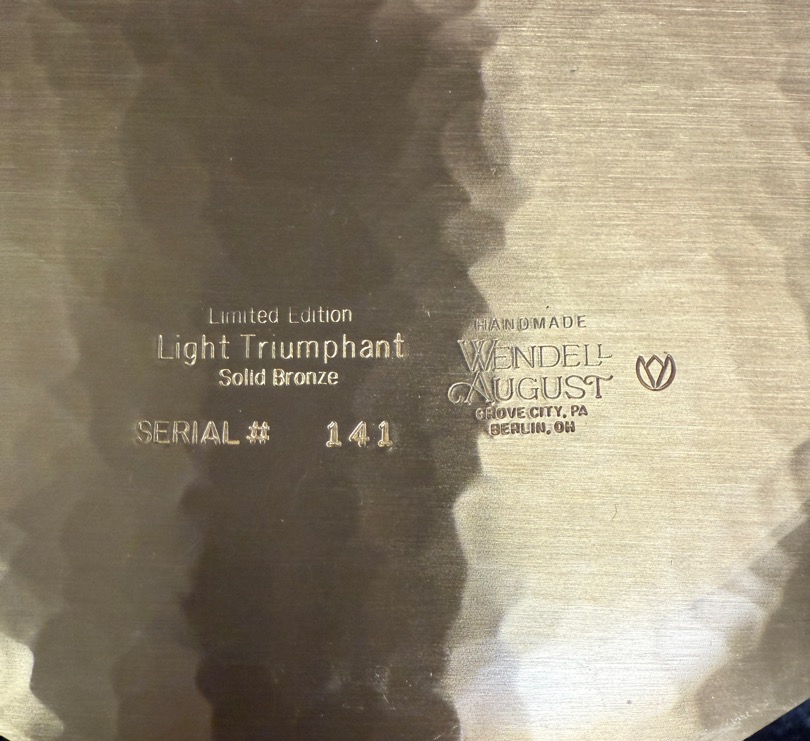 Limited Edition
Light Triumphant
Solid Bronze
SERIAL # 141
HANDMADE
WENDELL
AUGUST
GROVE CITY, PA
BERLIN, OH